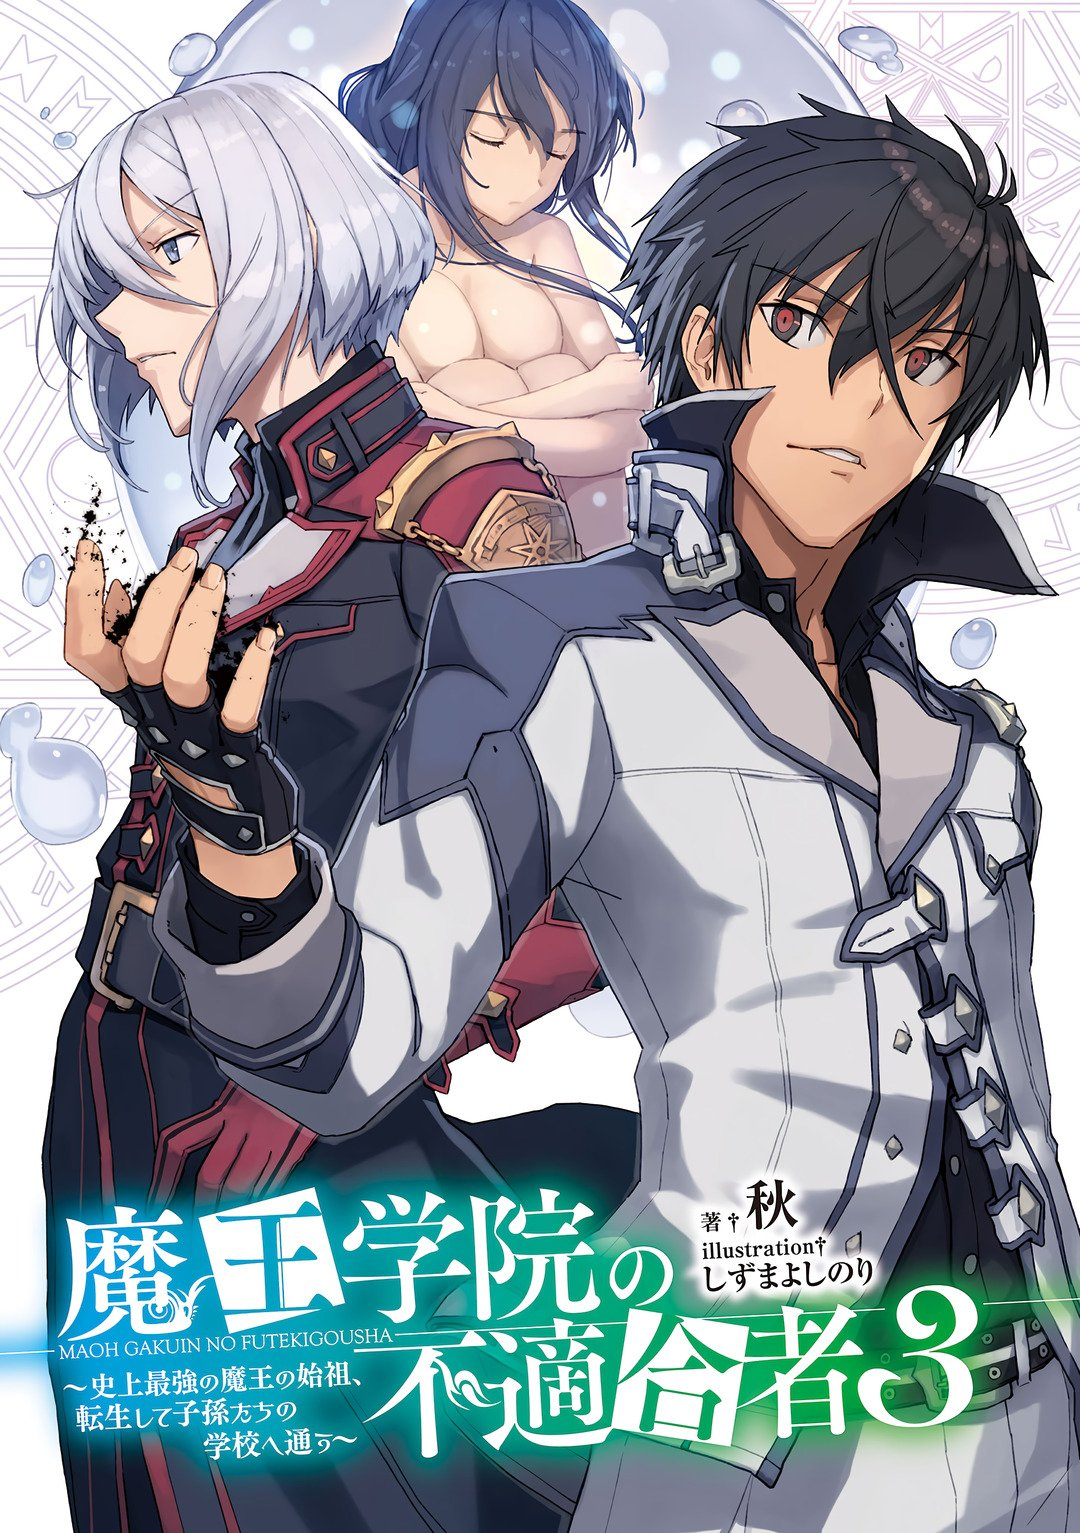 著†秋
illustration†
しずまよしのり
魔王学院の
MAOH GAKUIN NO FUTEKIGOUSHA
不適合者3
～史上最強の魔王の始祖、
転生して子孫たちの
学校へ通う～